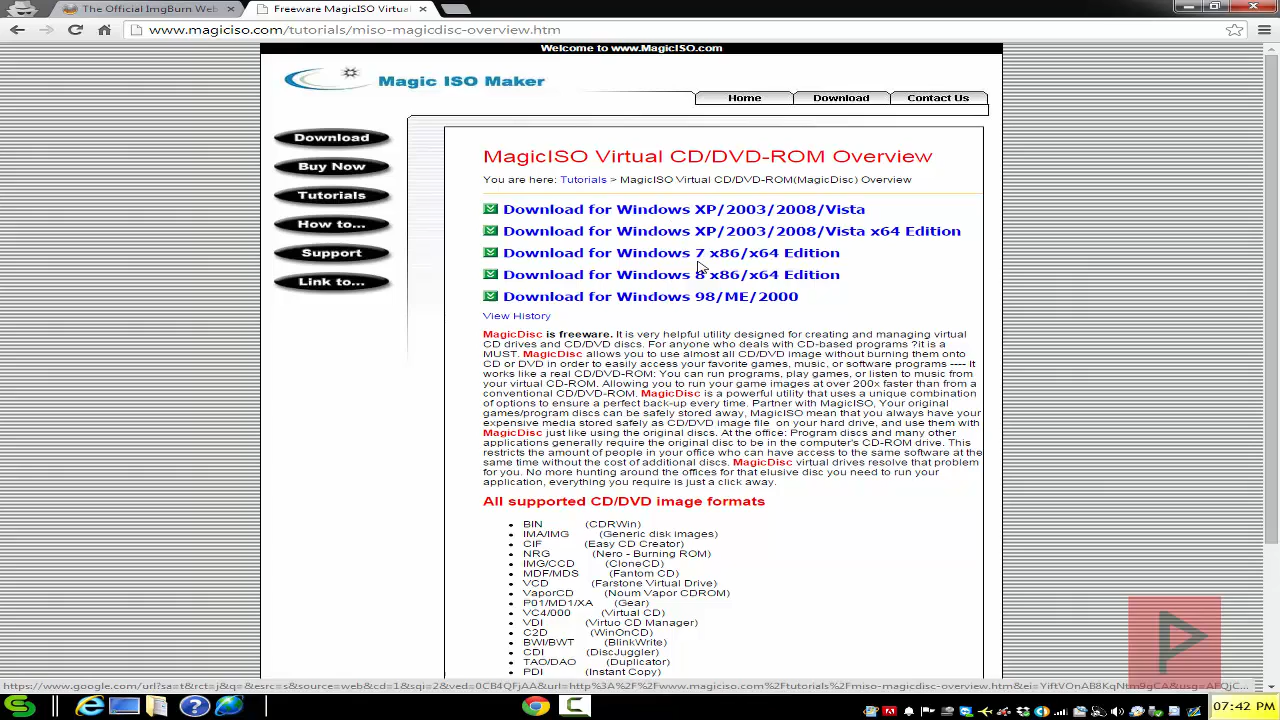 The Official ImgBurn Web
Freeware MagicISO Virtual
www.magiciso.com/tutorials/miso-magicdisc-overview.htm
Welcome to www.MagicISO.com
Magic ISO Maker
Home
Download
Contact Us
Download
Buy Now
Tutorials
How to...
Support
Link to...
MagicISO Virtual CD/DVD-ROM Overview
You are here: Tutorials > MagicISO Virtual CD/DVD-ROM(MagicDisc) Overview
Download for Windows XP/2003/2008/Vista
Download for Windows XP/2003/2008/Vista x64 Edition
Download for Windows 7 x86/x64 Edition
Download for Windows 8 x86/x64 Edition
Download for Windows 98/ME/2000
View History
MagicDisc is freeware. It is very helpful utility designed for creating and managing virtual
CD drives and CD/DVD discs. For anyone who deals with CD-based programs ?it is a
MUST. MagicDisc allows you to use almost all CD/DVD image without burning them onto
CD or DVD in order to easily access your favorite games, music, or software programs ---- It
works like a real CD/DVD-ROM: You can run programs, play games, or listen to music from
your virtual CD-ROM. Allowing you to run your game images at over 200x faster than from a
conventional CD/DVD-ROM. MagicDisc is a powerful utility that uses a unique combination
of options to ensure a perfect back-up every time. Partner with MagicISO, Your original
games/program discs can be safely stored away, MagicISO mean that you always have your
expensive media stored safely as CD/DVD image file on your hard drive, and use them with
MagicDisc just like using the original discs. At the office: Program discs and many other
applications generally require the original disc to be in the computer's CD-ROM drive. This
restricts the amount of people in your office who can have access to the same software at the
same time without the cost of additional discs. MagicDisc virtual drives resolve that problem
for you. No more hunting around the offices for that elusive disc you need to run your
application, everything you require is just a click away.
All supported CD/DVD image formats
BIN (CDRWin)
IMA/IMG (Generic disk images)
CIF (Easy CD Creator)
NRG (Nero - Burning ROM)
IMG/CCD (CloneCD)
MDF/MDS (Fantom CD)
VCD (Farstone Virtual Drive)
VaporCD (Noum Vapor CDROM)
P01/MD1/XA (Gear)
VC4/000 (Virtual CD)
VDI (Virtuo CD Manager)
C2D (WinOnCD)
BWI/BWT (BlinkWrite)
CDI (DiscJuggler)
TAO/DAO (Duplicator)
PDI (Instant Copy)
07:42 PM